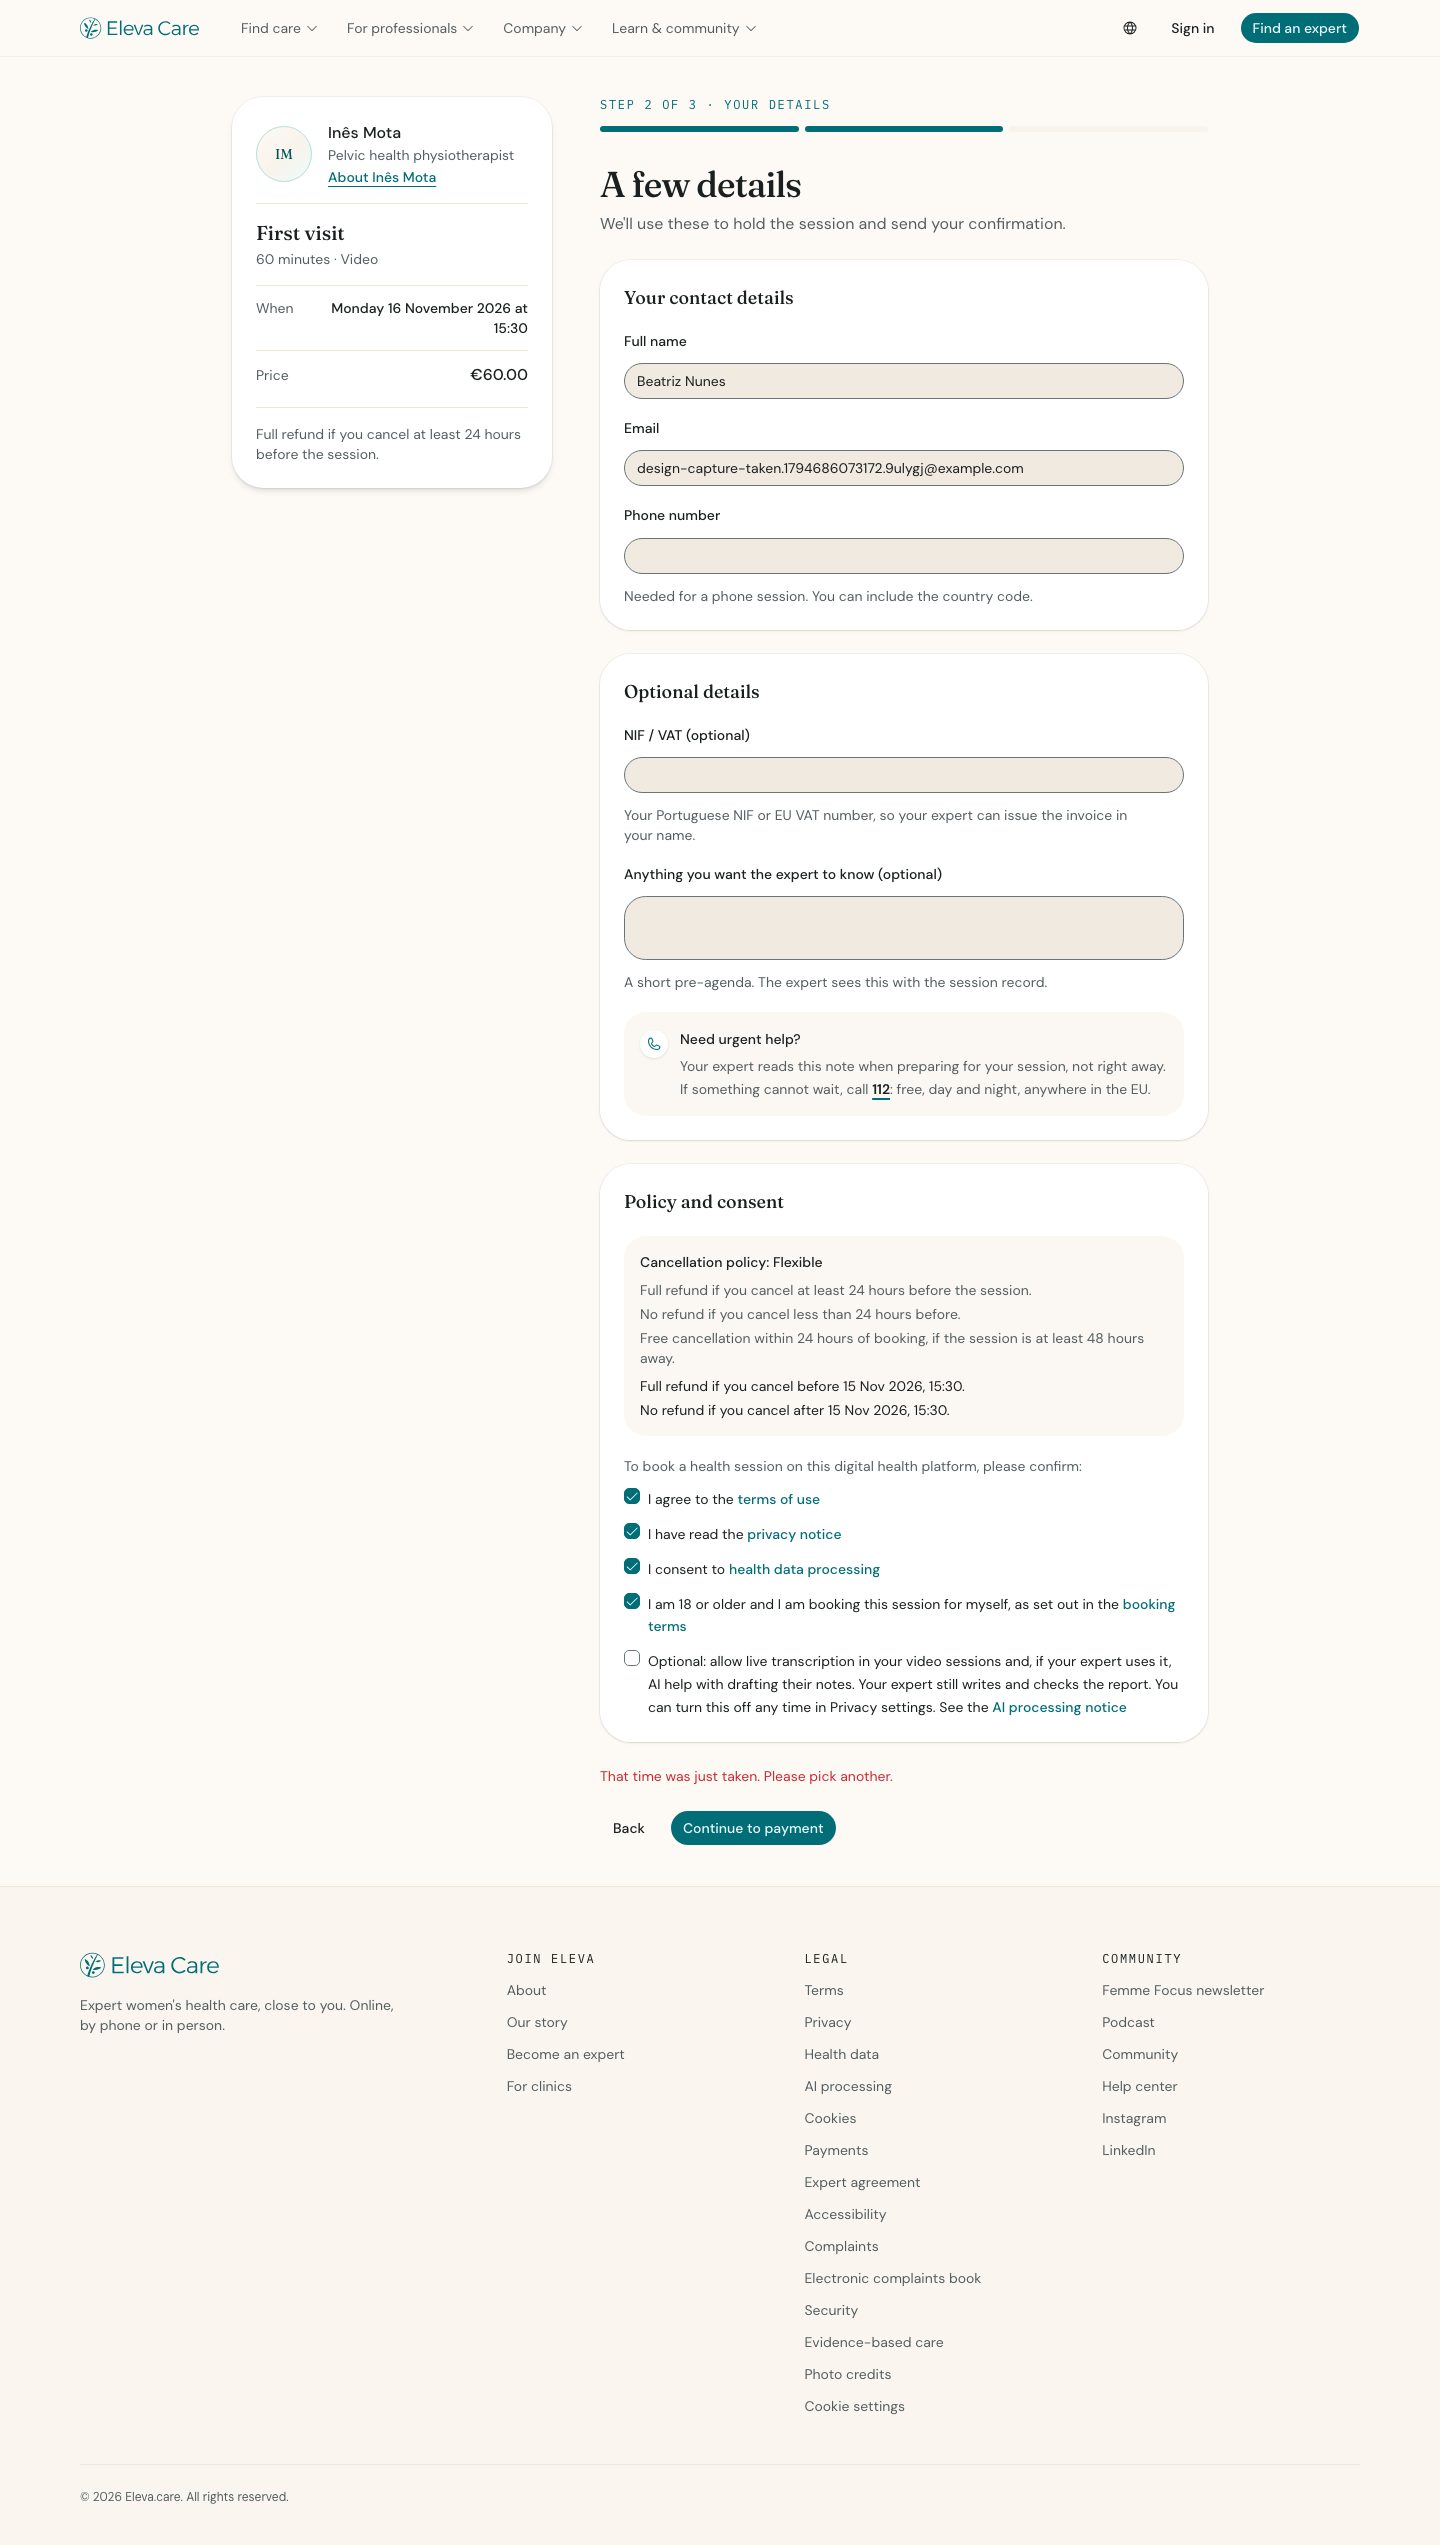 Eleva Care
Find care
For professionals
Company
Learn & community
Sign in
Find an expert
IM
Inês Mota
Pelvic health physiotherapist
About Inês Mota
First visit
60 minutes · Video
When
Monday 16 November 2026 at
15:30
Price
€60.00
Full refund if you cancel at least 24 hours
before the session.
STEP 2 OF 3 · YOUR DETAILS
A few details
We'll use these to hold the session and send your confirmation.
Your contact details
Full name
Beatriz Nunes
Email
design-capture-taken.1794686073172.9ulygj@example.com
Phone number
Needed for a phone session. You can include the country code.
Optional details
NIF / VAT (optional)
Your Portuguese NIF or EU VAT number, so your expert can issue the invoice in
your name.
Anything you want the expert to know (optional)
A short pre-agenda. The expert sees this with the session record.
Need urgent help?
Your expert reads this note when preparing for your session, not right away.
If something cannot wait, call 112: free, day and night, anywhere in the EU.
Policy and consent
Cancellation policy: Flexible
Full refund if you cancel at least 24 hours before the session.
No refund if you cancel less than 24 hours before.
Free cancellation within 24 hours of booking, if the session is at least 48 hours
away.
Full refund if you cancel before 15 Nov 2026, 15:30.
No refund if you cancel after 15 Nov 2026, 15:30.
To book a health session on this digital health platform, please confirm:
I agree to the terms of use
I have read the privacy notice
I consent to health data processing
I am 18 or older and I am booking this session for myself, as set out in the booking
terms
Optional: allow live transcription in your video sessions and, if your expert uses it,
AI help with drafting their notes. Your expert still writes and checks the report. You
can turn this off any time in Privacy settings. See the AI processing notice
That time was just taken. Please pick another.
Back
Continue to payment
Eleva Care
Expert women's health care, close to you. Online,
by phone or in person.
JOIN ELEVA
About
Our story
Become an expert
For clinics
LEGAL
Terms
Privacy
Health data
AI processing
Cookies
Payments
Expert agreement
Accessibility
Complaints
Electronic complaints book
Security
Evidence-based care
Photo credits
Cookie settings
COMMUNITY
Femme Focus newsletter
Podcast
Community
Help center
Instagram
LinkedIn
© 2026 Eleva.care. All rights reserved.